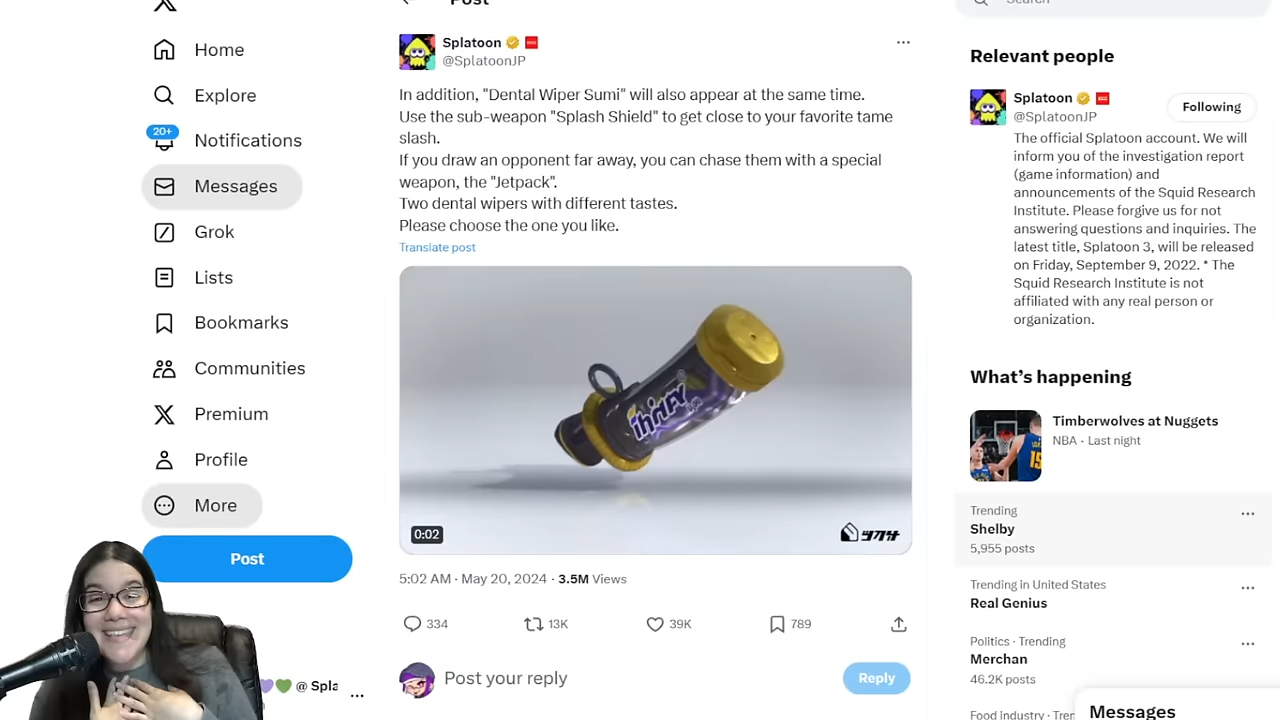 Post
Search
Home
Explore
20+
Notifications
Messages
Grok
Lists
Bookmarks
Communities
Premium
Profile
More
Post
@ Spla
Splatoon
@SplatoonJP
In addition, "Dental Wiper Sumi" will also appear at the same time.
Use the sub-weapon "Splash Shield" to get close to your favorite tame
slash.
If you draw an opponent far away, you can chase them with a special
weapon, the "Jetpack".
Two dental wipers with different tastes.
Please choose the one you like.
Translate post
0:02
5:02 AM · May 20, 2024 · 3.5M Views
334
13K
39K
789
Post your reply
Reply
Relevant people
Splatoon
@SplatoonJP
Following
The official Splatoon account. We will
inform you of the investigation report
(game information) and
announcements of the Squid Research
Institute. Please forgive us for not
answering questions and inquiries. The
latest title, Splatoon 3, will be released
on Friday, September 9, 2022. * The
Squid Research Institute is not
affiliated with any real person or
organization.
What's happening
Timberwolves at Nuggets
NBA · Last night
Trending
Shelby
5,955 posts
Trending in United States
Real Genius
Politics · Trending
Merchan
46.2K posts
Food industry · Tren
Messages